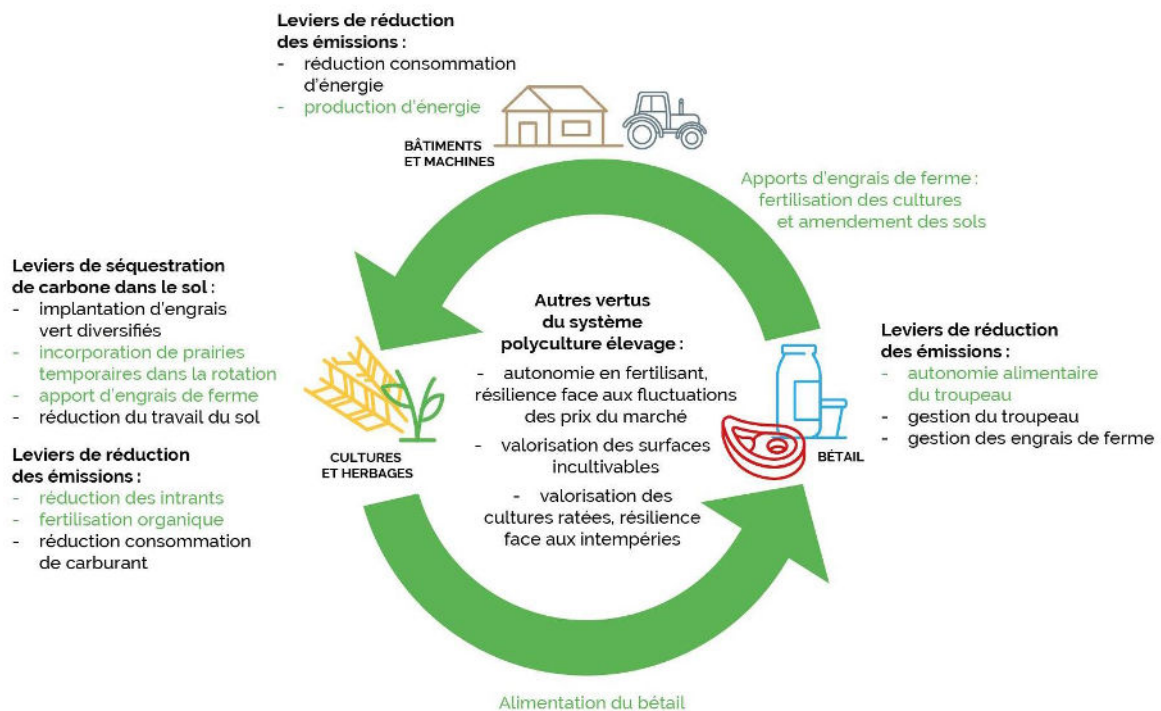 Leviers de réduction
des émissions :
- réduction consommation
d'énergie
- production d'énergie
BÂTIMENTS
ET MACHINES
Apports d'engrais de ferme :
fertilisation des cultures
et amendement des sols
Leviers de séquestration
de carbone dans le sol :
- implantation d'engrais
vert diversifiés
- incorporation de prairies
temporaires dans la rotation
- apport d'engrais de ferme
- réduction du travail du sol
Leviers de réduction
des émissions :
- réduction des intrants
- fertilisation organique
- réduction consommation
de carburant
CULTURES
ET HERBAGES
Autres vertus
du système
polyculture élevage :
- autonomie en fertilisant,
résilience face aux fluctuations
des prix du marché
- valorisation des surfaces
incultivables
- valorisation des
cultures ratées, résilience
face aux intempéries
BÉTAIL
Leviers de réduction
des émissions :
- autonomie alimentaire
du troupeau
- gestion du troupeau
- gestion des engrais de ferme
Alimentation du bétail